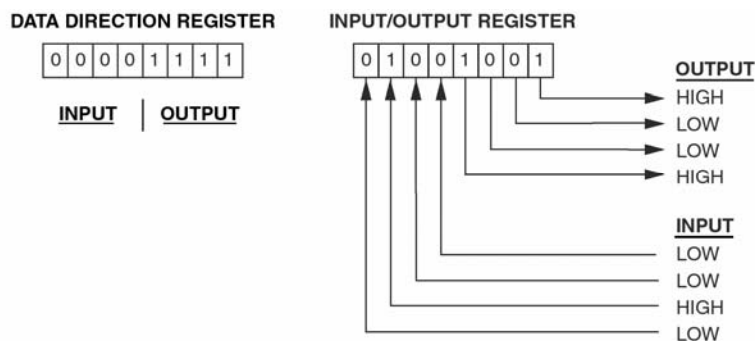 DATA DIRECTION REGISTER
0 0 0 0 1 1 1 1
INPUT OUTPUT
INPUT/OUTPUT REGISTER
0 1 0 0 1 0 0 1
OUTPUT
HIGH
LOW
LOW
HIGH
INPUT
LOW
LOW
HIGH
LOW